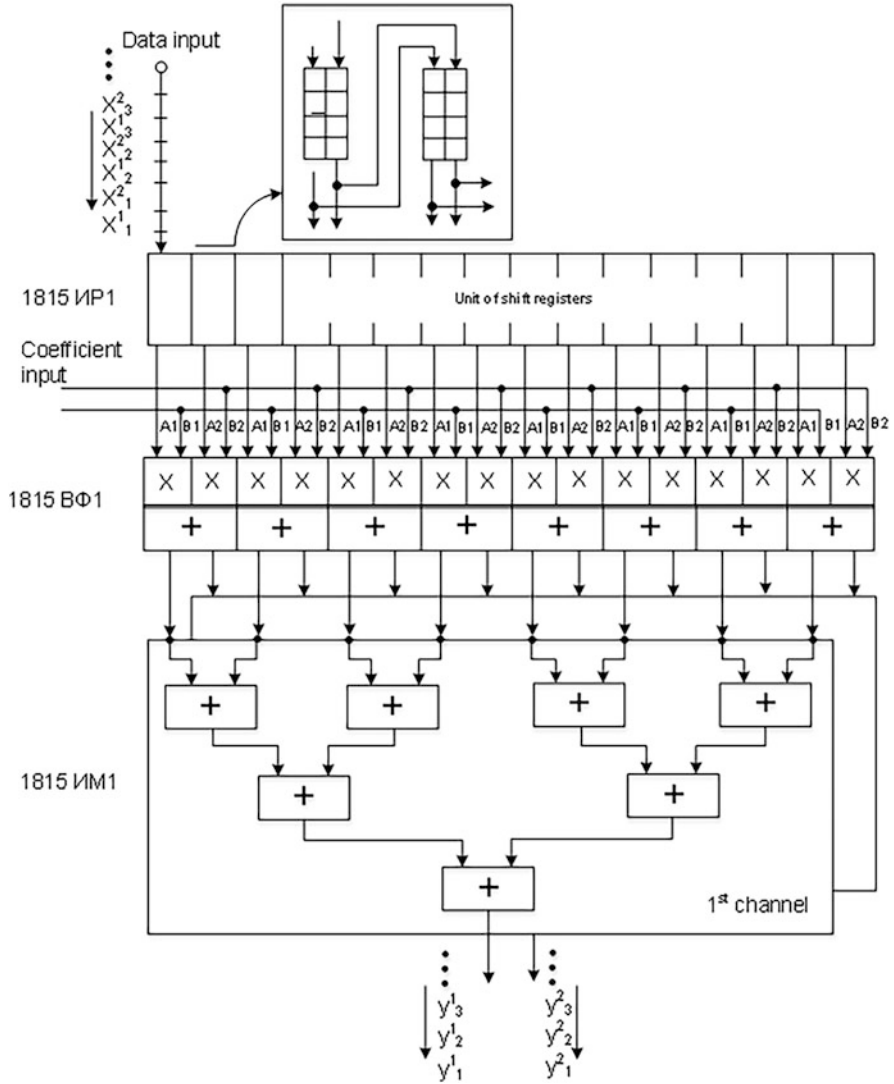 Data input
X²₃
X¹₃
X²₂
X¹₂
X²₁
X¹₁
1815 ИР1
Unit of shift registers
Coefficient
input
A1 B1 A2 B2 A1 B1 A2 B2 A1 B1 A2 B2 A1 B1 A2 B2 A1 B1 A2 B2 A1 B1 A2 B2 A1 B1 A2 B2 A1 B1 A2 B2
X X X X X X X X X X X X X X X X
1815 ВФ1
+ + + + + + + +
+ + + +
1815 ИМ1
+ +
+
1st channel
y¹₃ y²₃
y¹₂ y²₂
y¹₁ y²₁